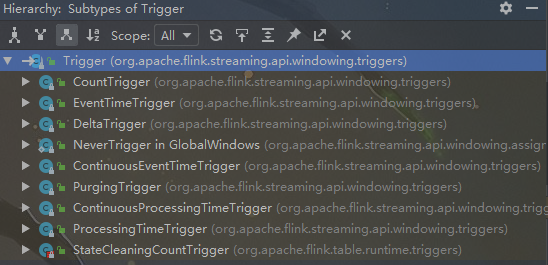 Hierarchy: Subtypes of Trigger
Scope: All
Trigger (org.apache.flink.streaming.api.windowing.triggers)
CountTrigger (org.apache.flink.streaming.api.windowing.triggers)
EventTimeTrigger (org.apache.flink.streaming.api.windowing.triggers)
DeltaTrigger (org.apache.flink.streaming.api.windowing.triggers)
NeverTrigger in GlobalWindows (org.apache.flink.streaming.api.windowing.assign
ContinuousEventTimeTrigger (org.apache.flink.streaming.api.windowing.triggers)
PurgingTrigger (org.apache.flink.streaming.api.windowing.triggers)
ContinuousProcessingTimeTrigger (org.apache.flink.streaming.api.windowing.trigg
ProcessingTimeTrigger (org.apache.flink.streaming.api.windowing.triggers)
StateCleaningCountTrigger (org.apache.flink.table.runtime.triggers)